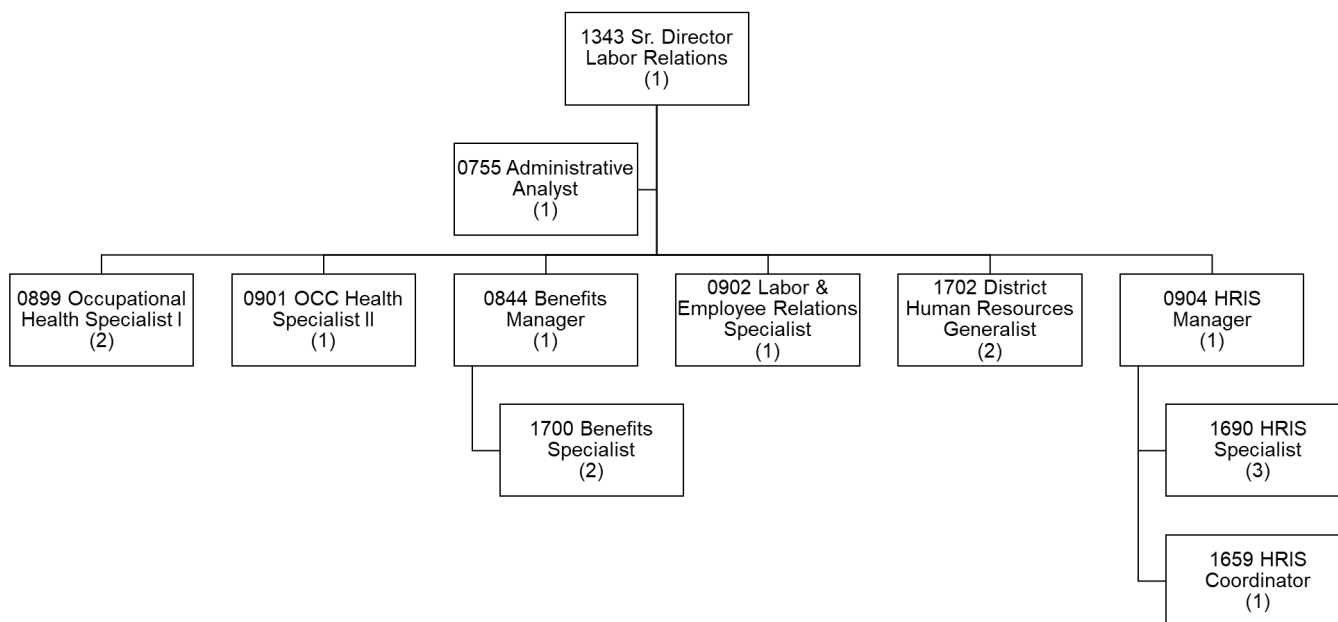 1343 Sr. Director
Labor Relations
(1)
0755 Administrative
Analyst
(1)
0899 Occupational
Health Specialist I
(2)
0901 OCC Health
Specialist II
(1)
0844 Benefits
Manager
(1)
0902 Labor &
Employee Relations
Specialist
(1)
1702 District
Human Resources
Generalist
(2)
0904 HRIS
Manager
(1)
1700 Benefits
Specialist
(2)
1690 HRIS
Specialist
(3)
1659 HRIS
Coordinator
(1)